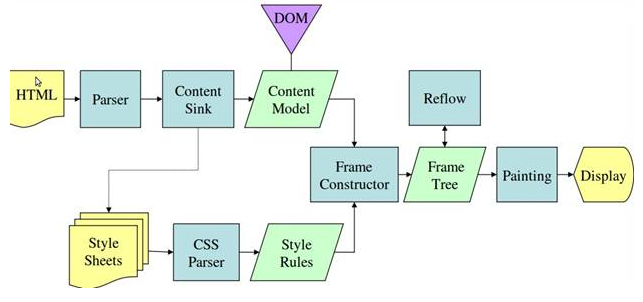 DOM
HTML
Parser
Content
Sink
Content
Model
Reflow
Frame
Constructor
Frame
Tree
Painting
Display
Style
Sheets
CSS
Parser
Style
Rules